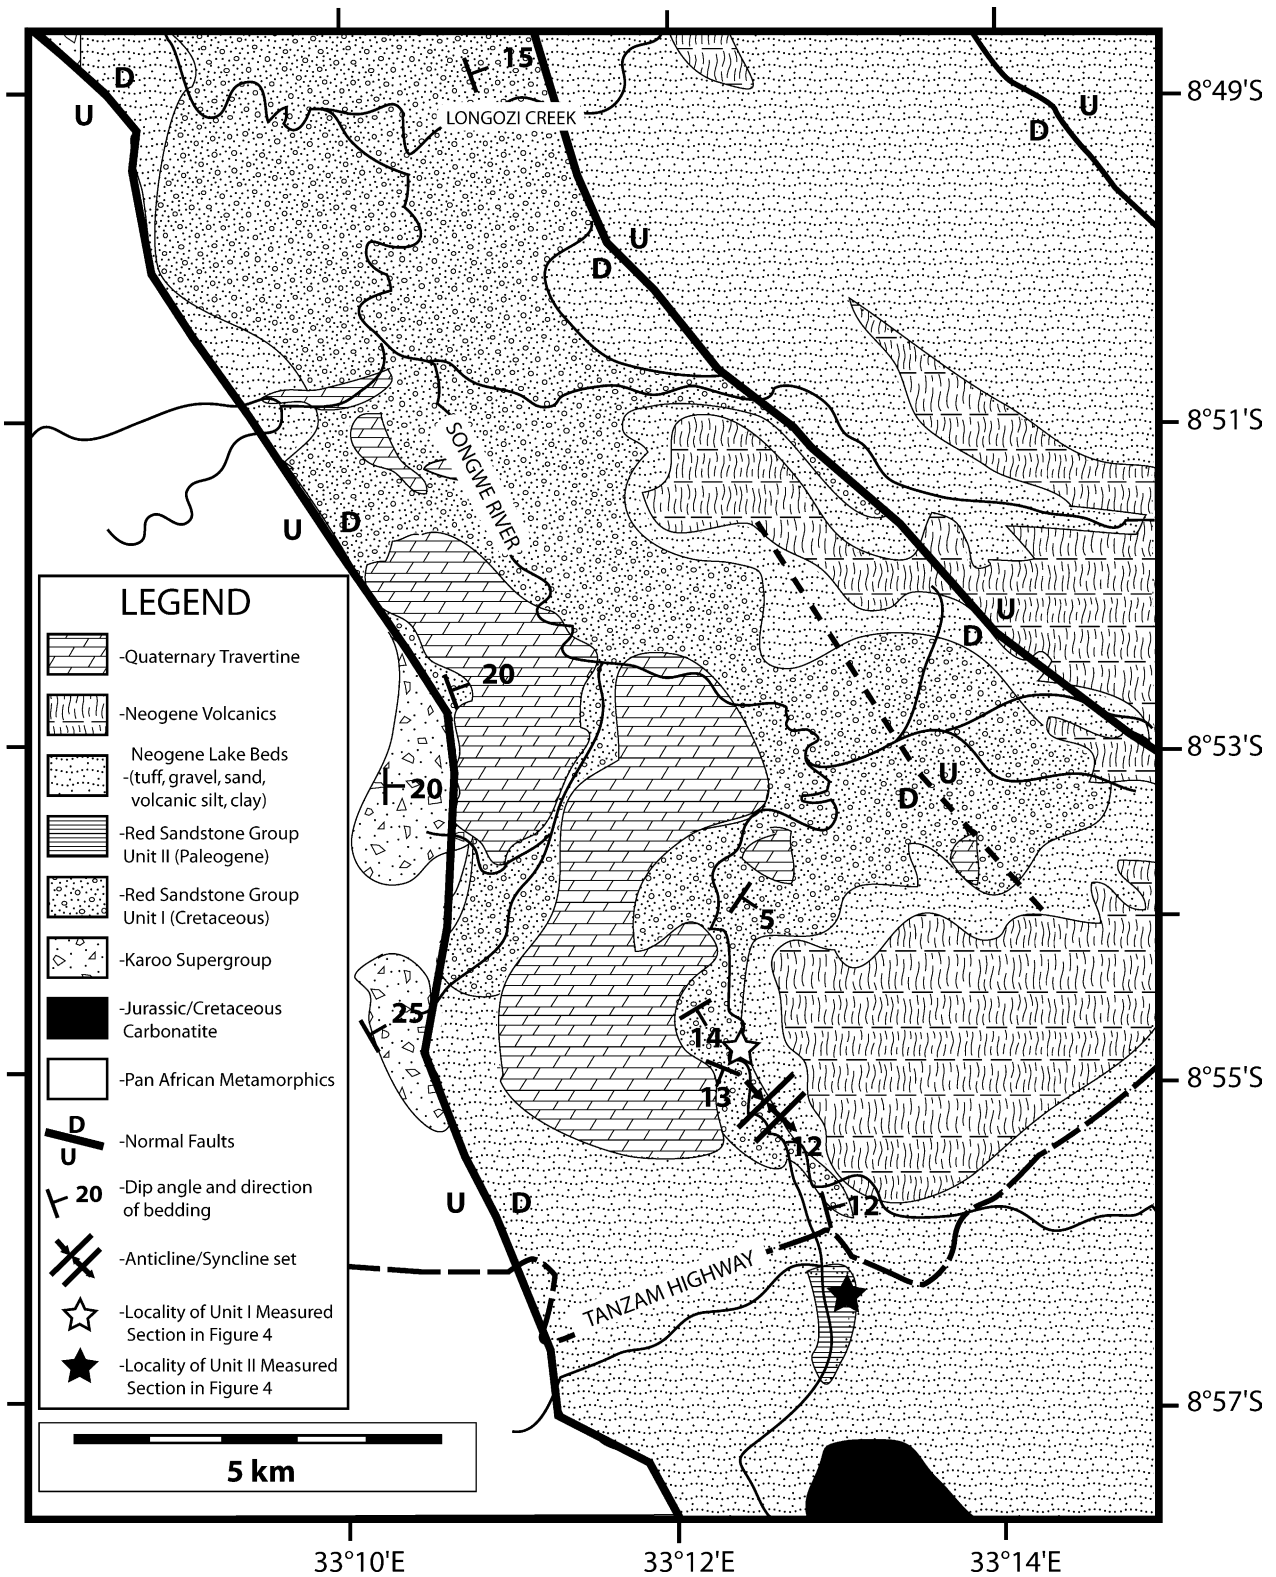 15
D
U
LONGOZI CREEK
8°49'S
U
D
U
D
8°51'S
SONGWE RIVER
U
D
LEGEND
-Quaternary Travertine
-Neogene Volcanics
Neogene Lake Beds
-(tuff, gravel, sand,
volcanic silt, clay)
-Red Sandstone Group
Unit II (Paleogene)
-Red Sandstone Group
Unit I (Cretaceous)
-Karoo Supergroup
-Jurassic/Cretaceous
Carbonatite
-Pan African Metamorphics
D
U
-Normal Faults
20
-Dip angle and direction
of bedding
-Anticline/Syncline set
-Locality of Unit I Measured
Section in Figure 4
-Locality of Unit II Measured
Section in Figure 4
5 km
U
D
20
8°53'S
20
U
D
5
25
14
13
8°55'S
12
U
D
12
TANZAM HIGHWAY
8°57'S
33°10'E
33°12'E
33°14'E